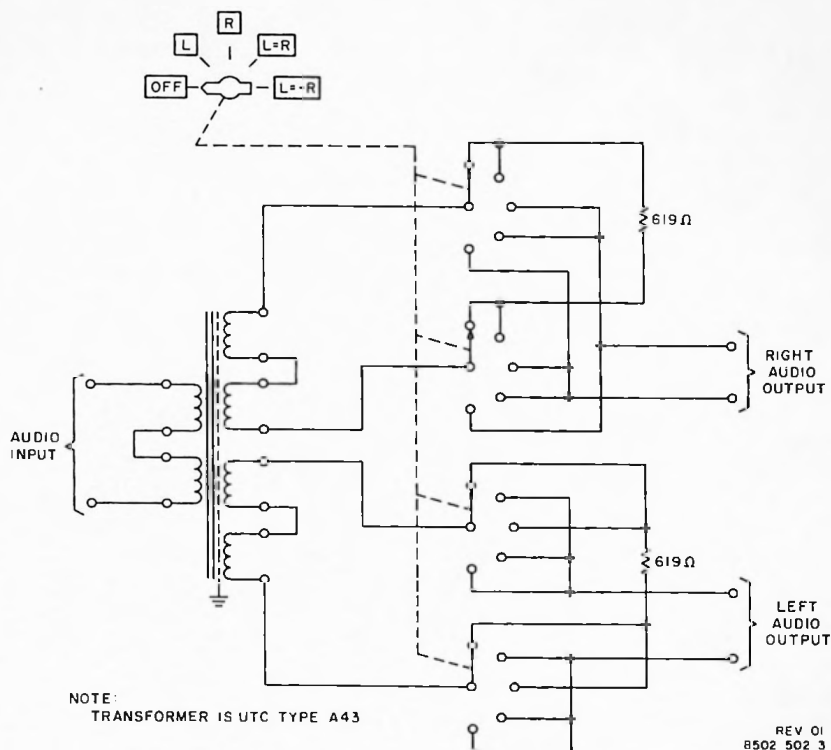 R
L
L=R
OFF
L=-R
619Ω
RIGHT
AUDIO
OUTPUT
AUDIO
INPUT
619Ω
LEFT
AUDIO
OUTPUT
NOTE:
TRANSFORMER IS UTC TYPE A43
REV 01
8502 502 3